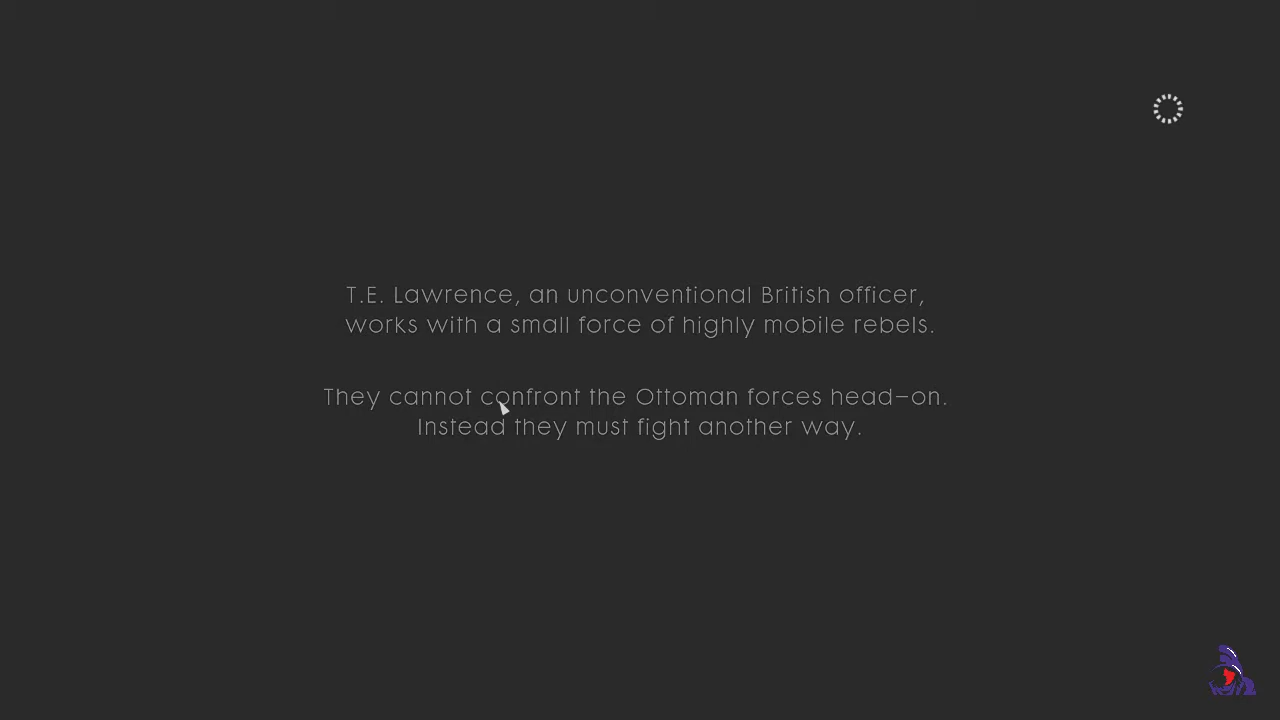 T.E. Lawrence, an unconventional British officer,
works with a small force of highly mobile rebels.
They cannot confront the Ottoman forces head-on.
Instead they must fight another way.